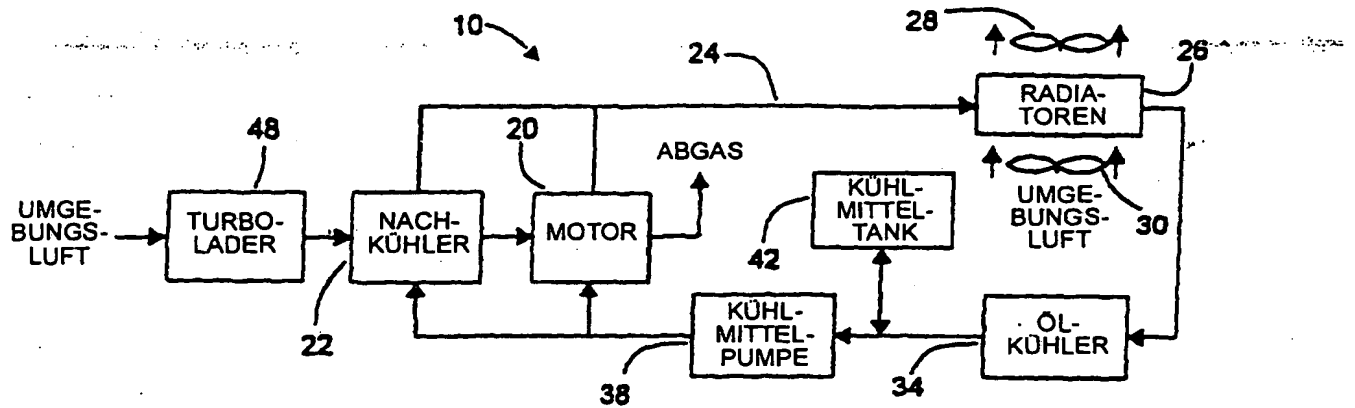 10
28
24
26
RADIA-
TOREN
48
20
ABGAS
UMGE-
BUNGS-
LUFT
TURBO-
LADER
NACH-
KÜHLER
MOTOR
KÜHL-
MITTEL-
TANK
UMGE-
BUNGS-
LUFT
30
42
22
KÜHL-
MITTEL-
PUMPE
ÖL-
KÜHLER
38
34